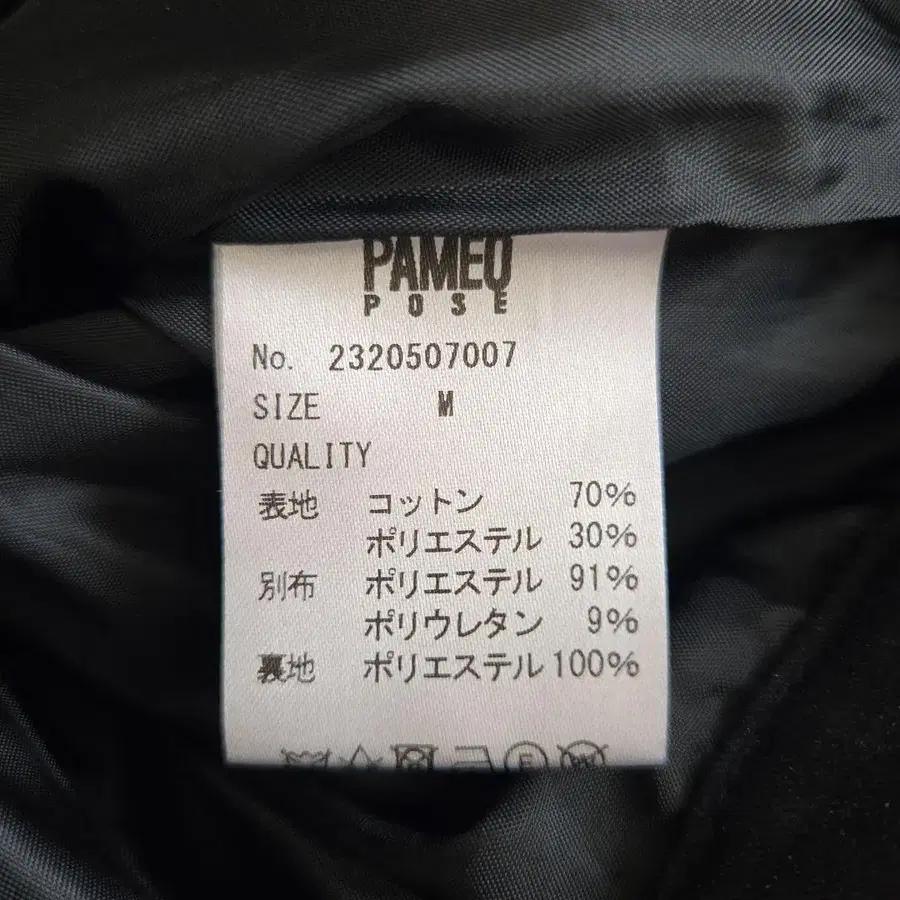 PAMEO
POSE
No. 2320507007
SIZE M
QUALITY
表地 コットン 70%
ポリエステル 30%
別布 ポリエステル 91%
ポリウレタン 9%
裏地 ポリエステル 100%